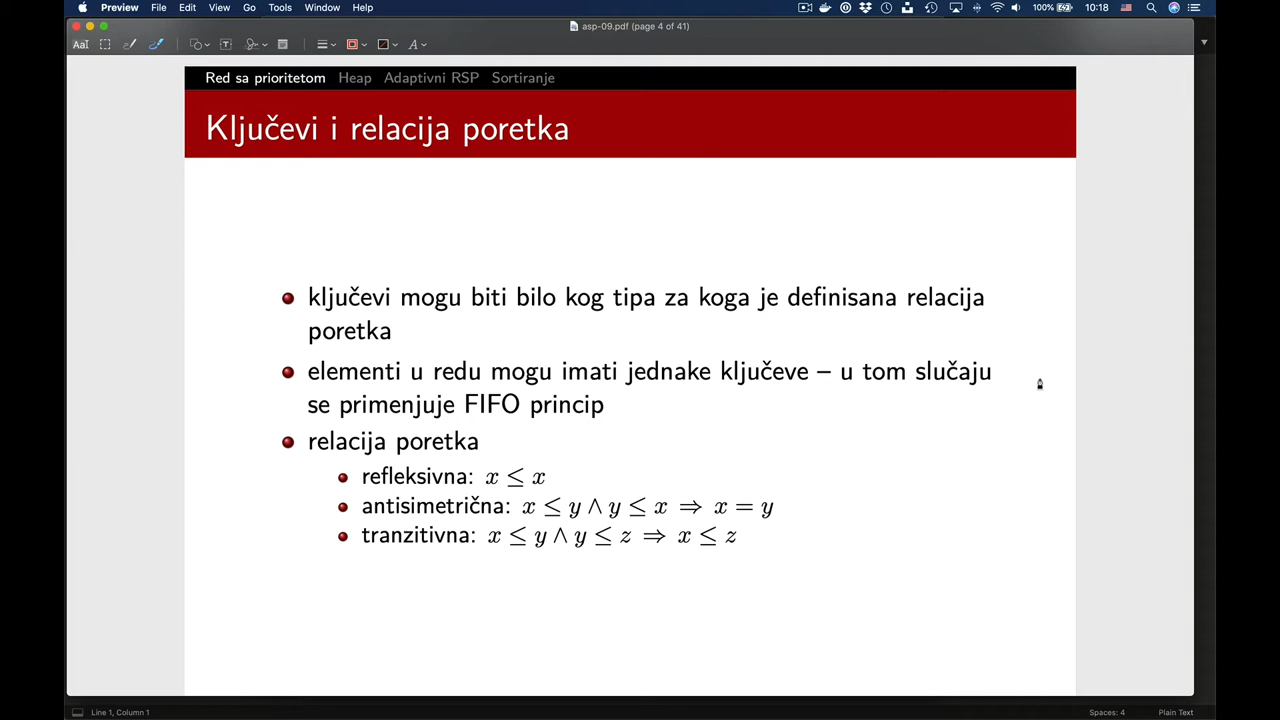 Preview File Edit View Go Tools Window Help 100% 10:18
asp-09.pdf (page 4 of 41)
Red sa prioritetom Heap Adaptivni RSP Sortiranje
Ključevi i relacija poretka
ključevi mogu biti bilo kog tipa za koga je definisana relacija
poretka
elementi u redu mogu imati jednake ključeve – u tom slučaju
se primenjuje FIFO princip
relacija poretka
refleksivna: x ≤ x
antisimetrična: x ≤ y ∧ y ≤ x ⇒ x = y
tranzitivna: x ≤ y ∧ y ≤ z ⇒ x ≤ z
Line 1, Column 1 Spaces: 4 Plain Text